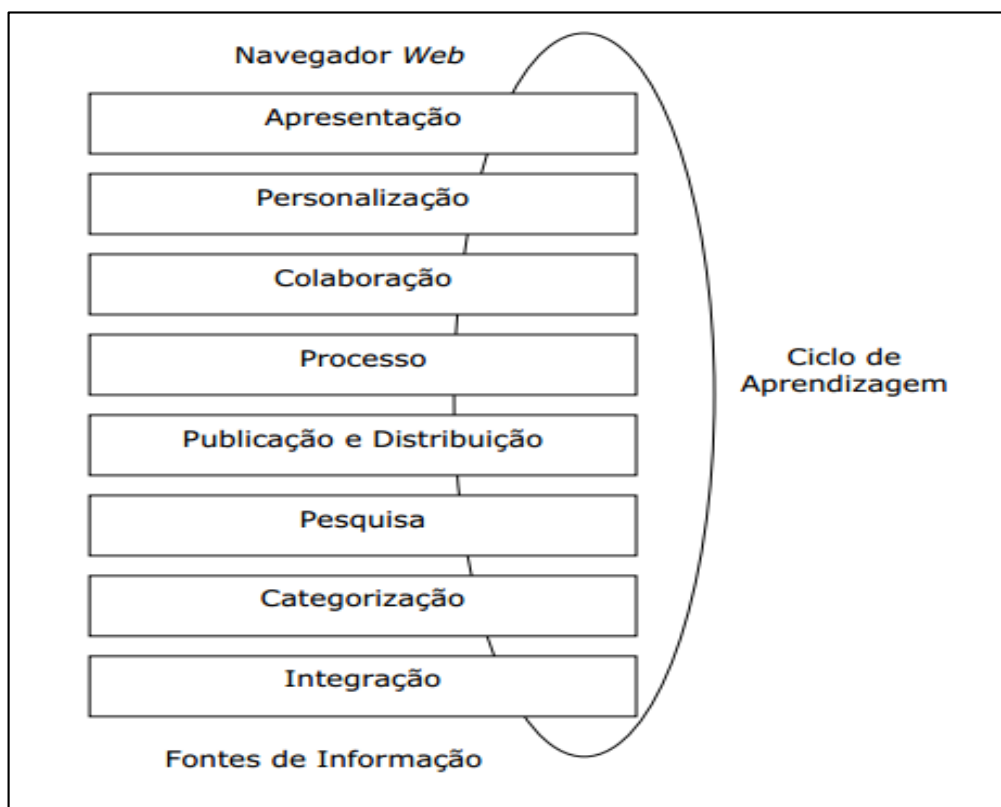 Navegador Web
Apresentação
Personalização
Colaboração
Processo
Publicação e Distribuição
Pesquisa
Categorização
Integração
Fontes de Informação
Ciclo de
Aprendizagem